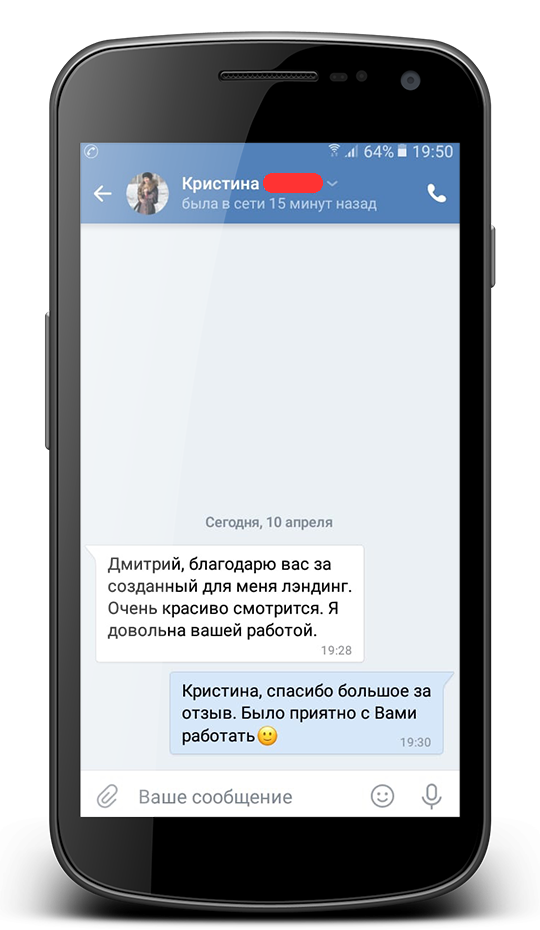 64% 19:50
Кристина
была в сети 15 минут назад
Сегодня, 10 апреля
Дмитрий, благодарю вас за
созданный для меня лэндинг.
Очень красиво смотрится. Я
довольна вашей работой.
19:28
Кристина, спасибо большое за
отзыв. Было приятно с Вами
работать🙂
19:30
Ваше сообщение